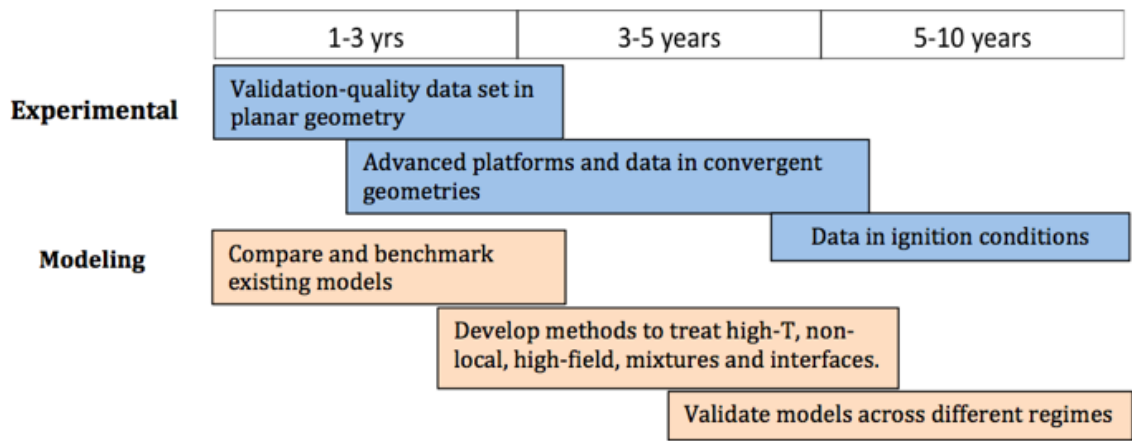 1-3 yrs
3-5 years
5-10 years
Experimental
Validation-quality data set in
planar geometry
Advanced platforms and data in convergent
geometries
Data in ignition conditions
Modeling
Compare and benchmark
existing models
Develop methods to treat high-T, non-
local, high-field, mixtures and interfaces.
Validate models across different regimes